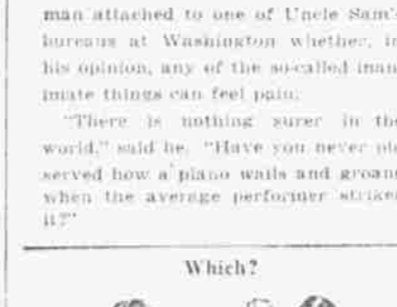 man attached to one of Uncle Sam's
bureaus at Washington whether, in
his opinion, any of the so-called inan
imate things can feel pain.
"There is nothing surer in the
world," said he. "Have you never ob
served how a piano wails and groans
when the average performer strikes
it?"
Which?